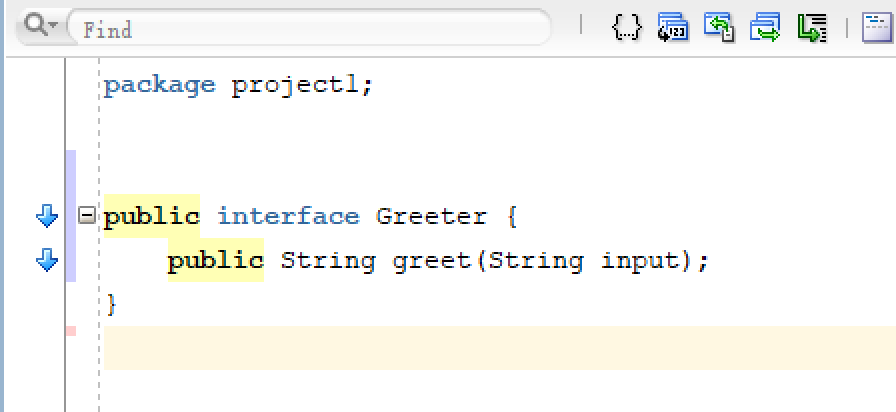 Find
package project1;
public interface Greeter {
public String greet(String input);
}